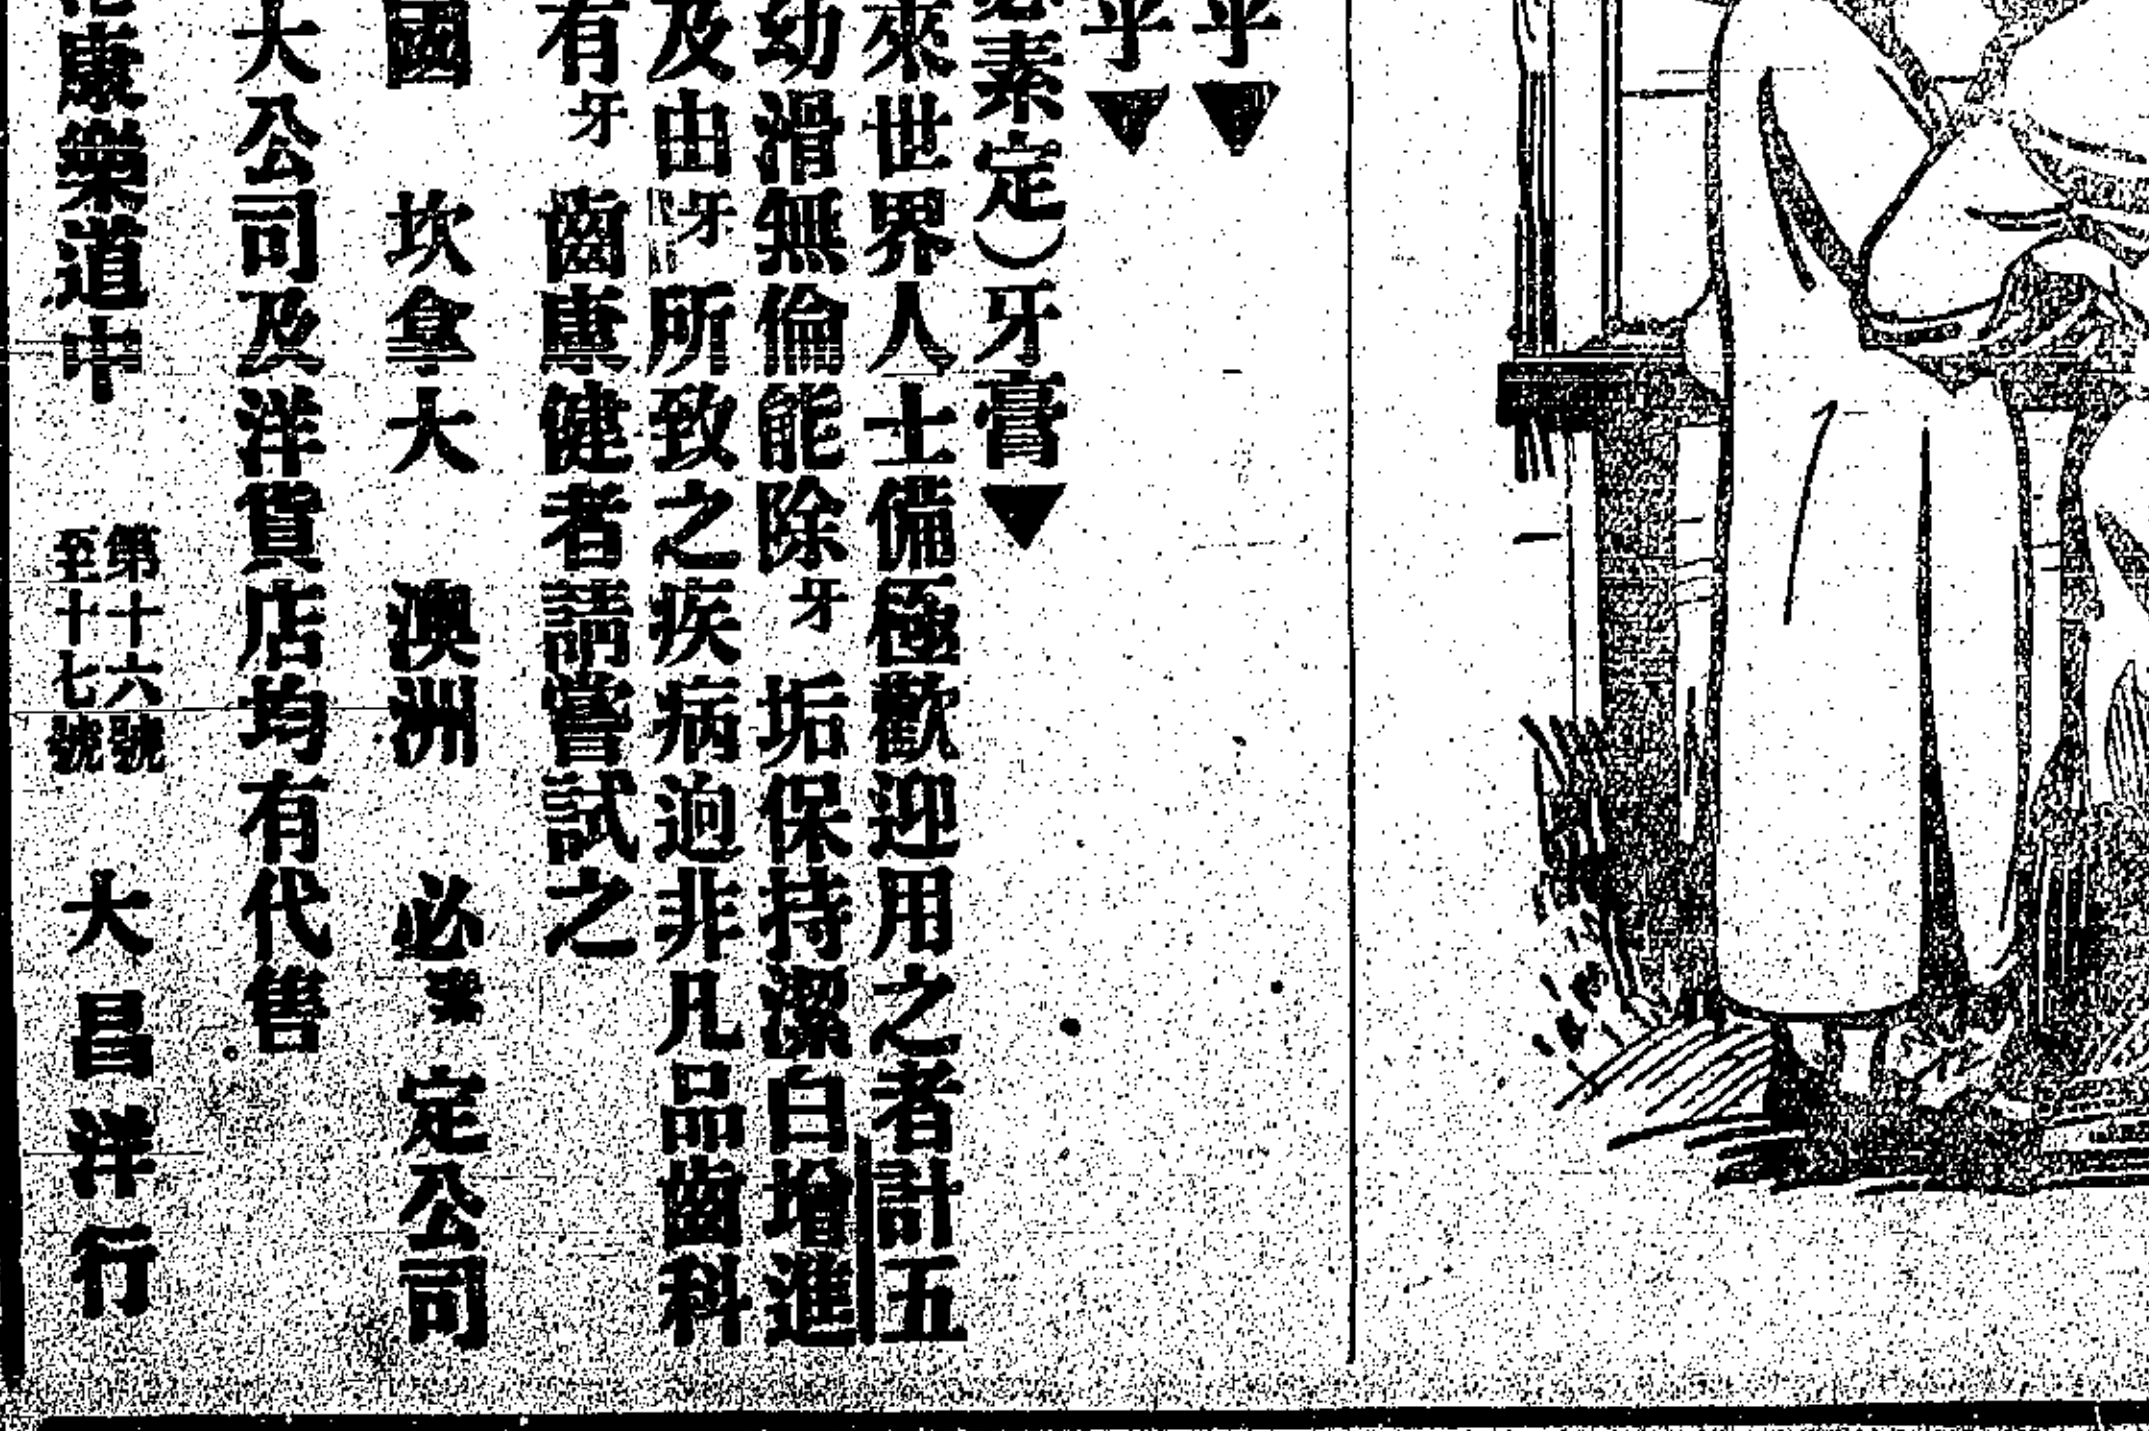 乎▼
乎▼
素定）牙膏▼
來世界人士備極歡迎用之者計五
幼滑無倫能除牙垢保持潔白增進
及由牙所致之疾病逈非凡品齒科
有牙齒康健者請嘗試之
國 坎拿大 澳洲 必素定公司
大公司及洋貨店均有代售
康樂道中 第十六號至十七號 大昌洋行